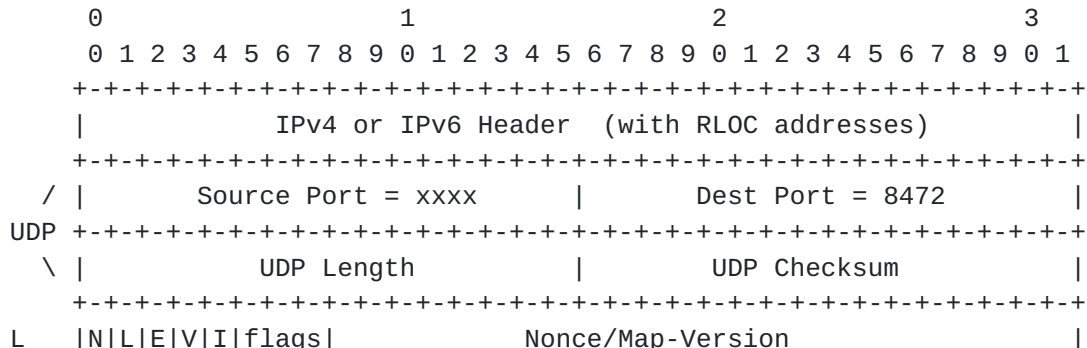 0                   1                   2                   3
      0 1 2 3 4 5 6 7 8 9 0 1 2 3 4 5 6 7 8 9 0 1 2 3 4 5 6 7 8 9 0 1
     +-+-+-+-+-+-+-+-+-+-+-+-+-+-+-+-+-+-+-+-+-+-+-+-+-+-+-+-+-+-+-+-+
     |            IPv4 or IPv6 Header  (with RLOC addresses)         |
     +-+-+-+-+-+-+-+-+-+-+-+-+-+-+-+-+-+-+-+-+-+-+-+-+-+-+-+-+-+-+-+-+
   / |       Source Port = xxxx      |       Dest Port = 8472        |
 UDP +-+-+-+-+-+-+-+-+-+-+-+-+-+-+-+-+-+-+-+-+-+-+-+-+-+-+-+-+-+-+-+-+
   \ |           UDP Length          |        UDP Checksum           |
     +-+-+-+-+-+-+-+-+-+-+-+-+-+-+-+-+-+-+-+-+-+-+-+-+-+-+-+-+-+-+-+-+
 L   |N|L|E|V|I|flags|            Nonce/Map-Version                  |